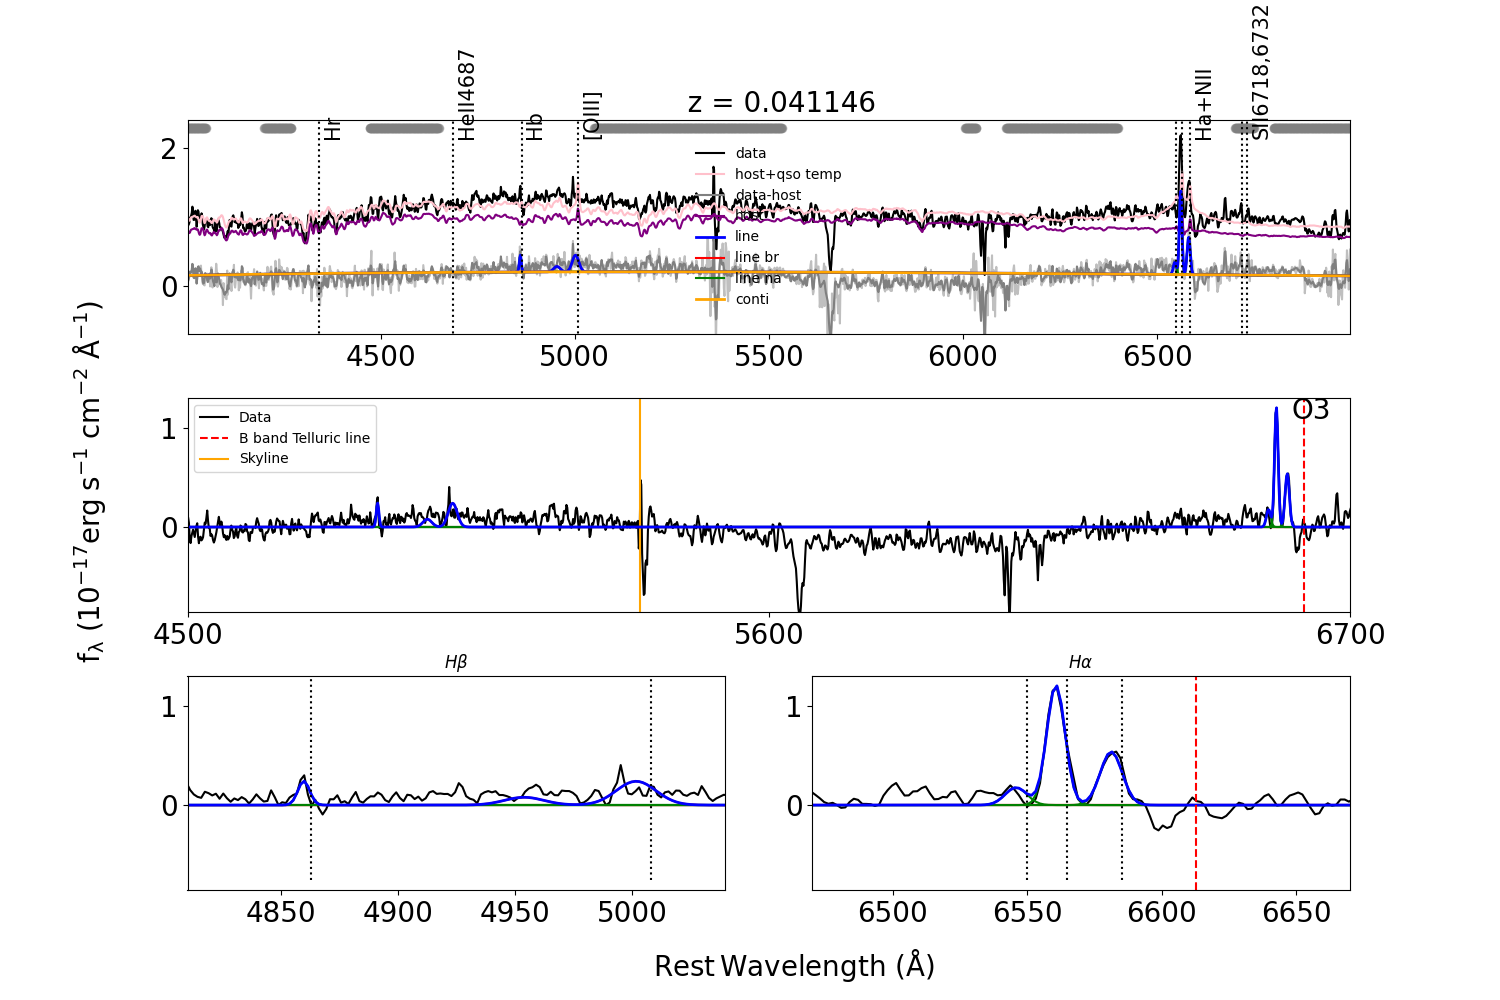 z = 0.041146
Hr
HeII4687
Hb
[OIII]
Ha+NII
SII6718,6732
data
host+qso temp
data-host
host
line
line br
line na
conti
2
0
4500 5000 5500 6000 6500
f_λ (10^−17 erg s^−1 cm^−2 Å^−1)
Data
B band Telluric line
Skyline
O3
1
0
4500 5600 6700
Hβ
1
0
4850 4900 4950 5000
Hα
1
0
6500 6550 6600 6650
Rest Wavelength (Å)